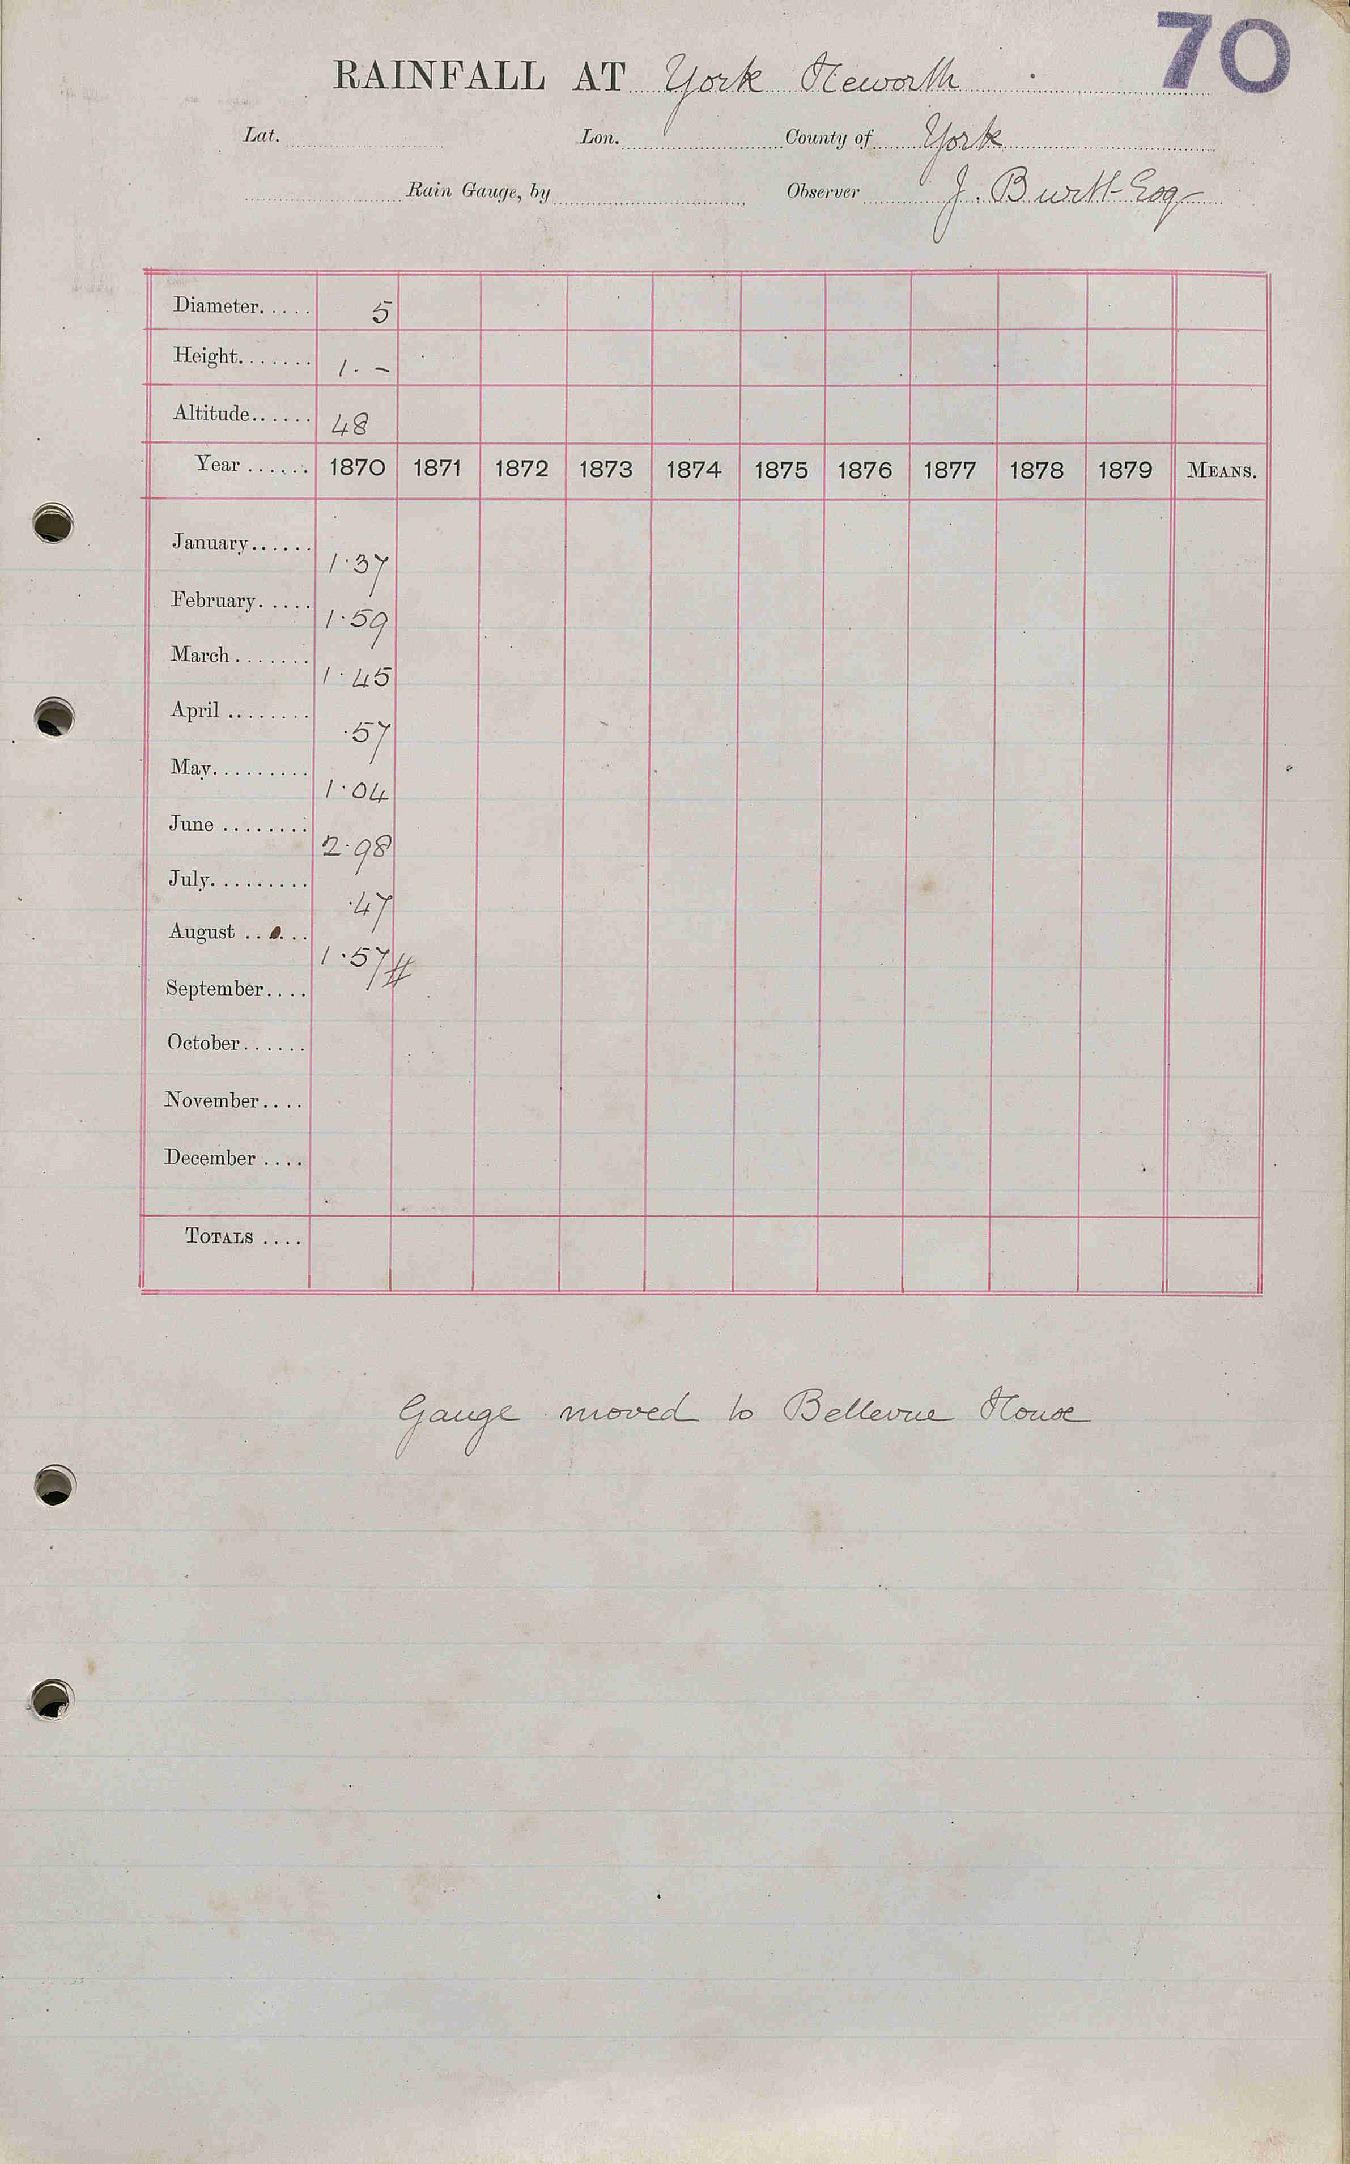 70
RAINFALL AT York Heworth
Lat. Lon. County of York
Rain Gauge, by Observer J. Burtt Esq
Diameter..... 5
Height....... 1. -
Altitude...... 48
Year ...... 1870 1871 1872 1873 1874 1875 1876 1877 1878 1879 MEANS.
January...... 1.37
February..... 1.59
March....... 1.45
April ........ .57
May......... 1.04
June ........ 2.98
July......... .47
August ...... 1.57 #
September....
October......
November....
December ....
TOTALS ....
Gauge moved to Bellevue House